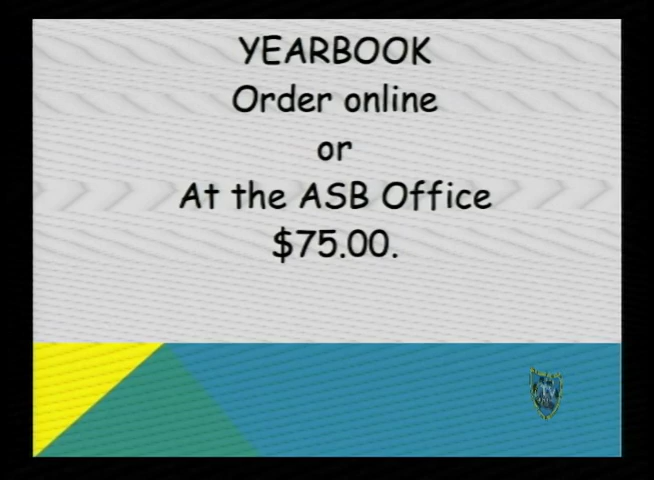 YEARBOOK
Order online
or
At the ASB Office
$75.00.